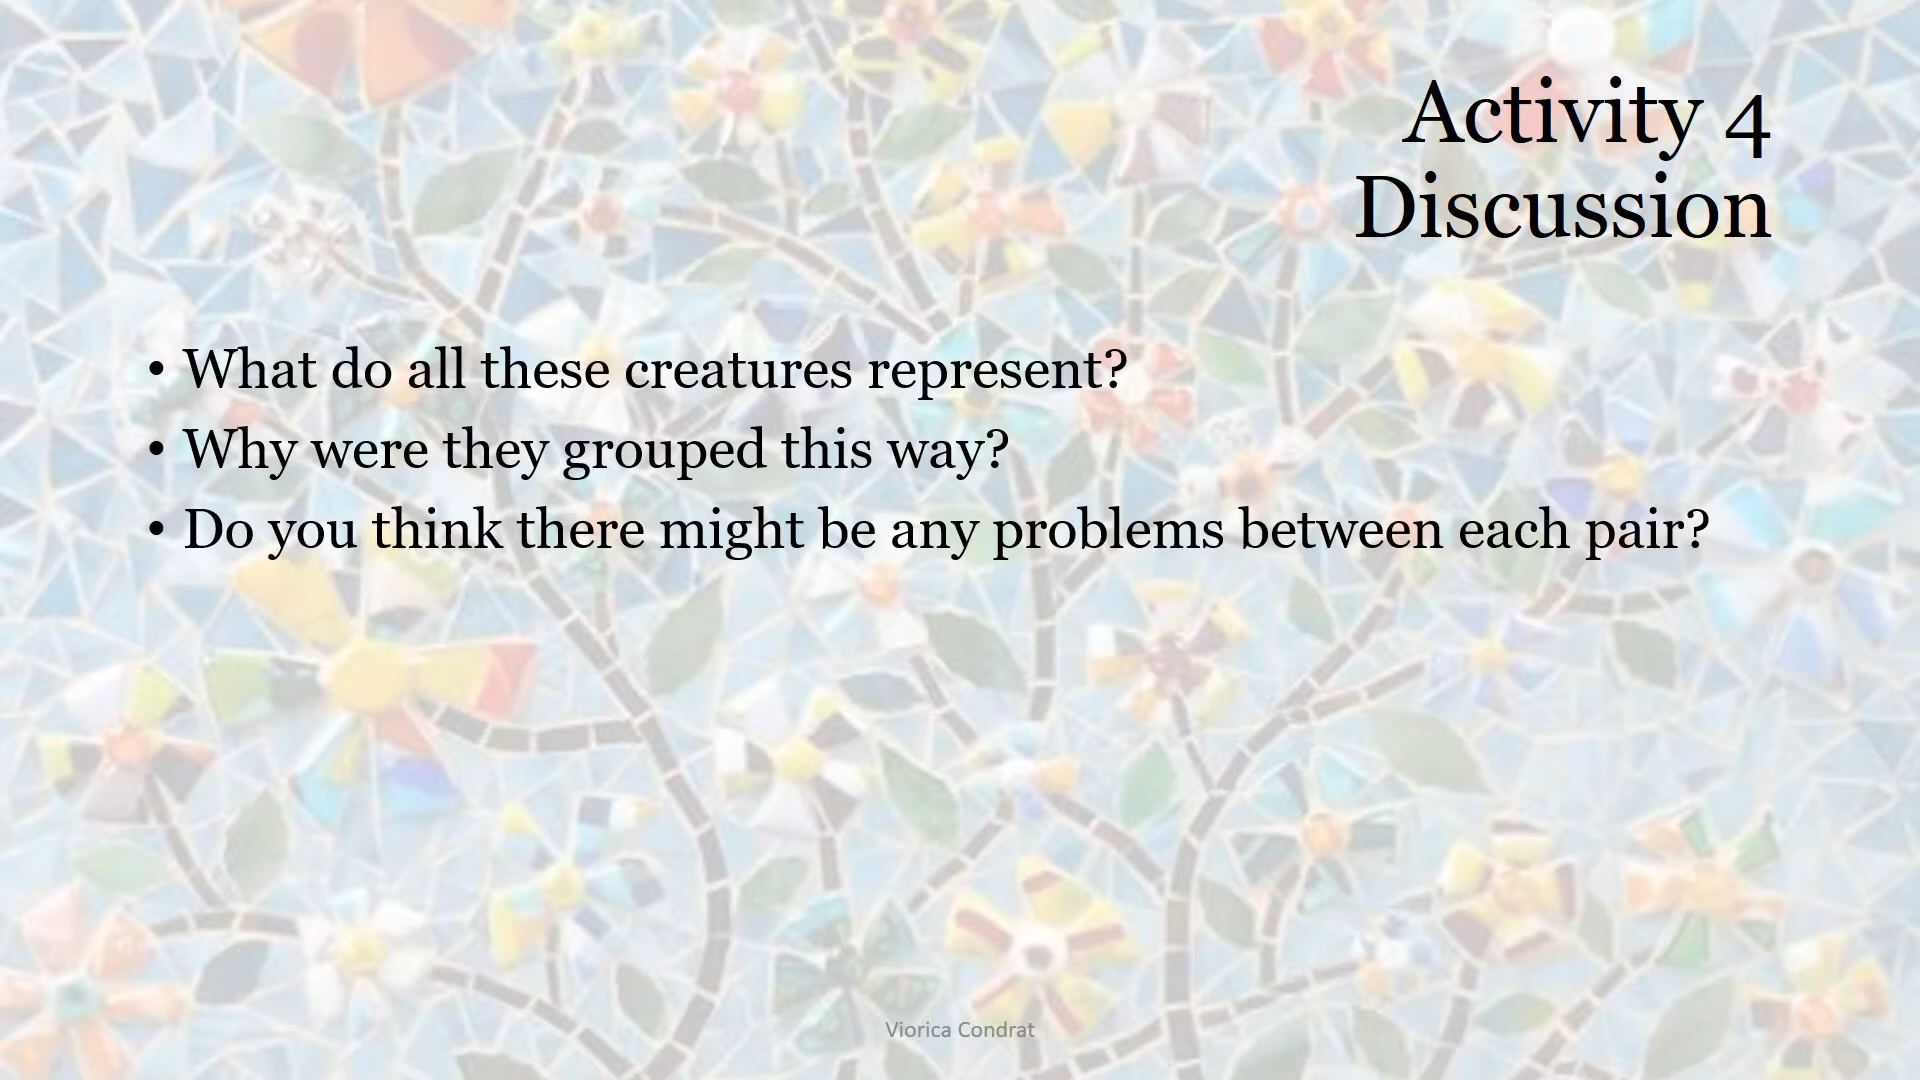 Activity 4
Discussion
• What do all these creatures represent?
• Why were they grouped this way?
• Do you think there might be any problems between each pair?
Viorica Condrat